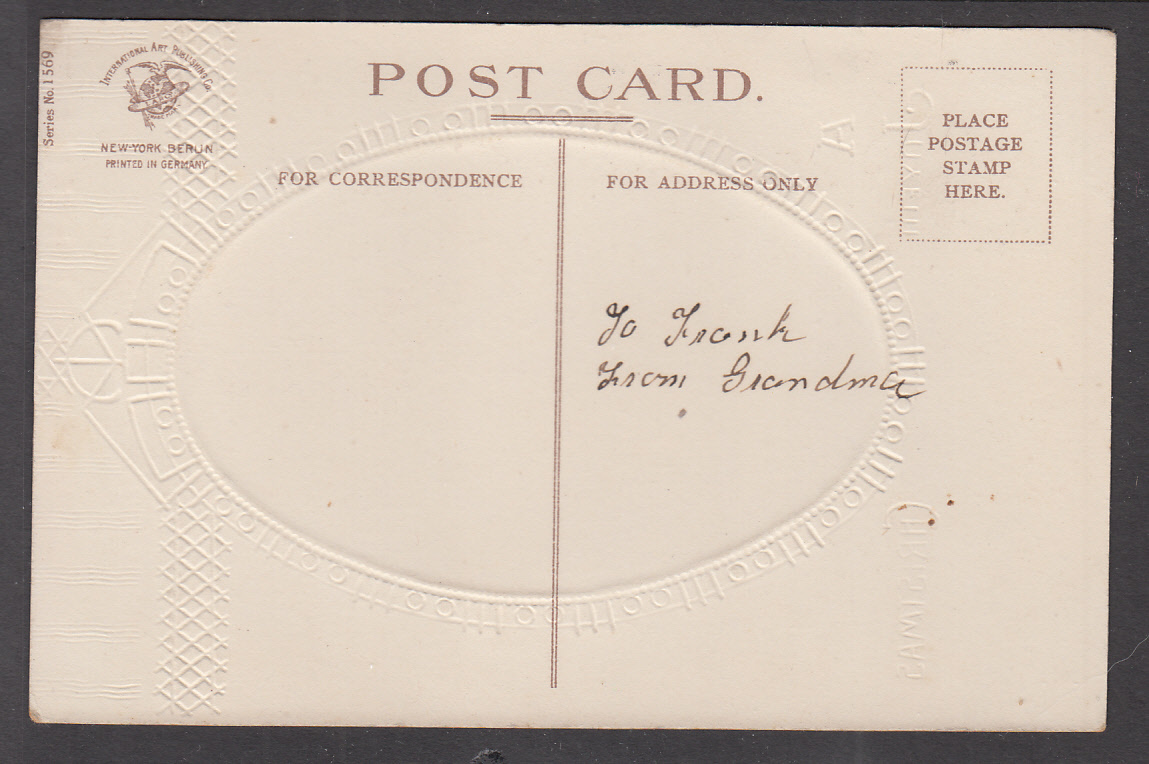 Series No. 1569
INTERNATIONAL ART PUBLISHING Co.
NEW-YORK BERLIN
PRINTED IN GERMANY
POST CARD.
FOR CORRESPONDENCE
FOR ADDRESS ONLY
PLACE
POSTAGE
STAMP
HERE.
To Frank
From Grandma
A